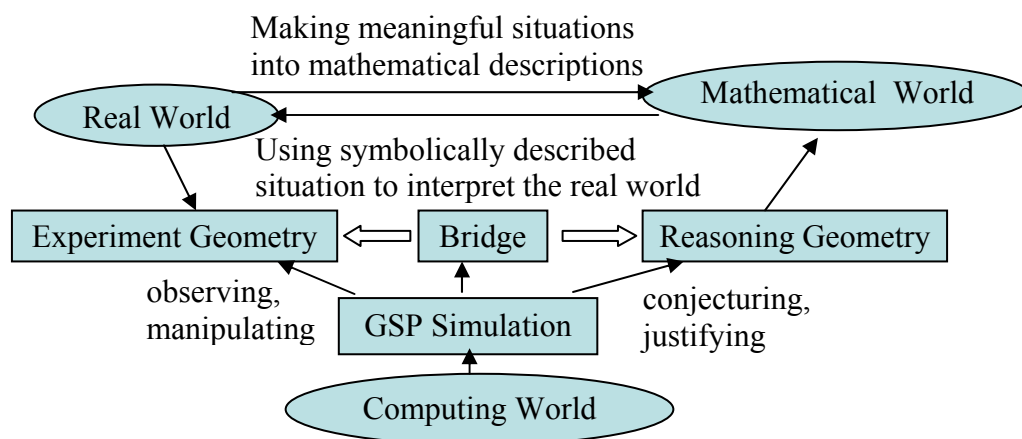 Making meaningful situations
into mathematical descriptions
Mathematical World
Real World
Using symbolically described
situation to interpret the real world
Experiment Geometry
Bridge
Reasoning Geometry
observing,
manipulating
GSP Simulation
conjecturing,
justifying
Computing World